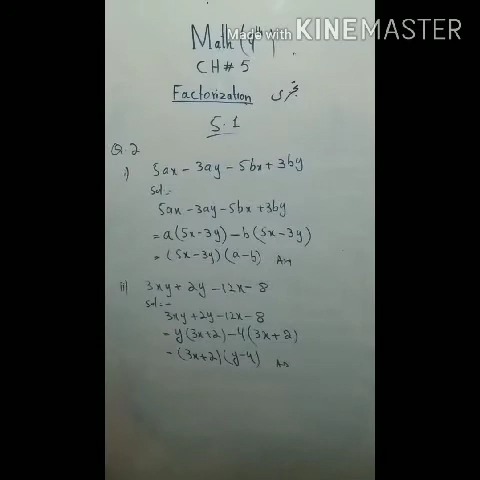 Math (9th)
Made with KINEMASTER
CH # 5
Factorization تجزی
5.1
Q.2
i) 5ax - 3ay - 5bx + 3by
Sol:-
5ax - 3ay - 5bx + 3by
= a(5x-3y) - b(5x-3y)
= (5x-3y)(a-b) Ans
ii) 3xy + 2y - 12x - 8
Sol:-
3xy + 2y - 12x - 8
= y(3x+2) - 4(3x+2)
= (3x+2)(y-4) Ans